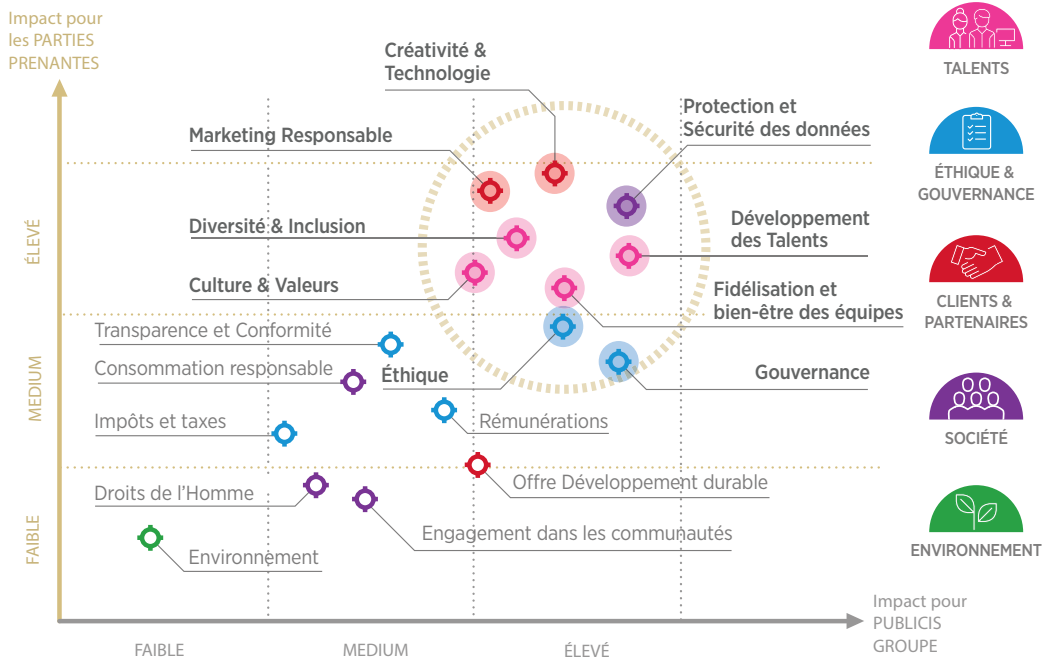 Impact pour
les PARTIES
PRENANTES
Créativité &
Technologie
Marketing Responsable
Protection et
Sécurité des données
Diversité & Inclusion
Développement
des Talents
Culture & Valeurs
Fidélisation et
bien-être des équipes
Transparence et Conformité
Consommation responsable
Éthique
Gouvernance
Impôts et taxes
Rémunérations
Offre Développement durable
Droits de l'Homme
Engagement dans les communautés
Environnement
ÉLEVÉ
MEDIUM
FAIBLE
FAIBLE
MEDIUM
ÉLEVÉ
Impact pour
PUBLICIS
GROUPE
TALENTS
ÉTHIQUE &
GOUVERNANCE
CLIENTS &
PARTENAIRES
SOCIÉTÉ
ENVIRONNEMENT